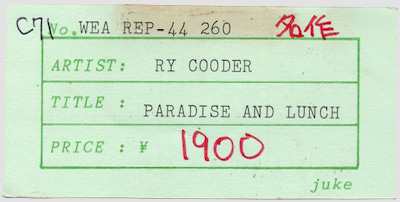 C71 No. WEA REP-44 260 名作
ARTIST: RY COODER
TITLE: PARADISE AND LUNCH
PRICE: ¥ 1900
juke